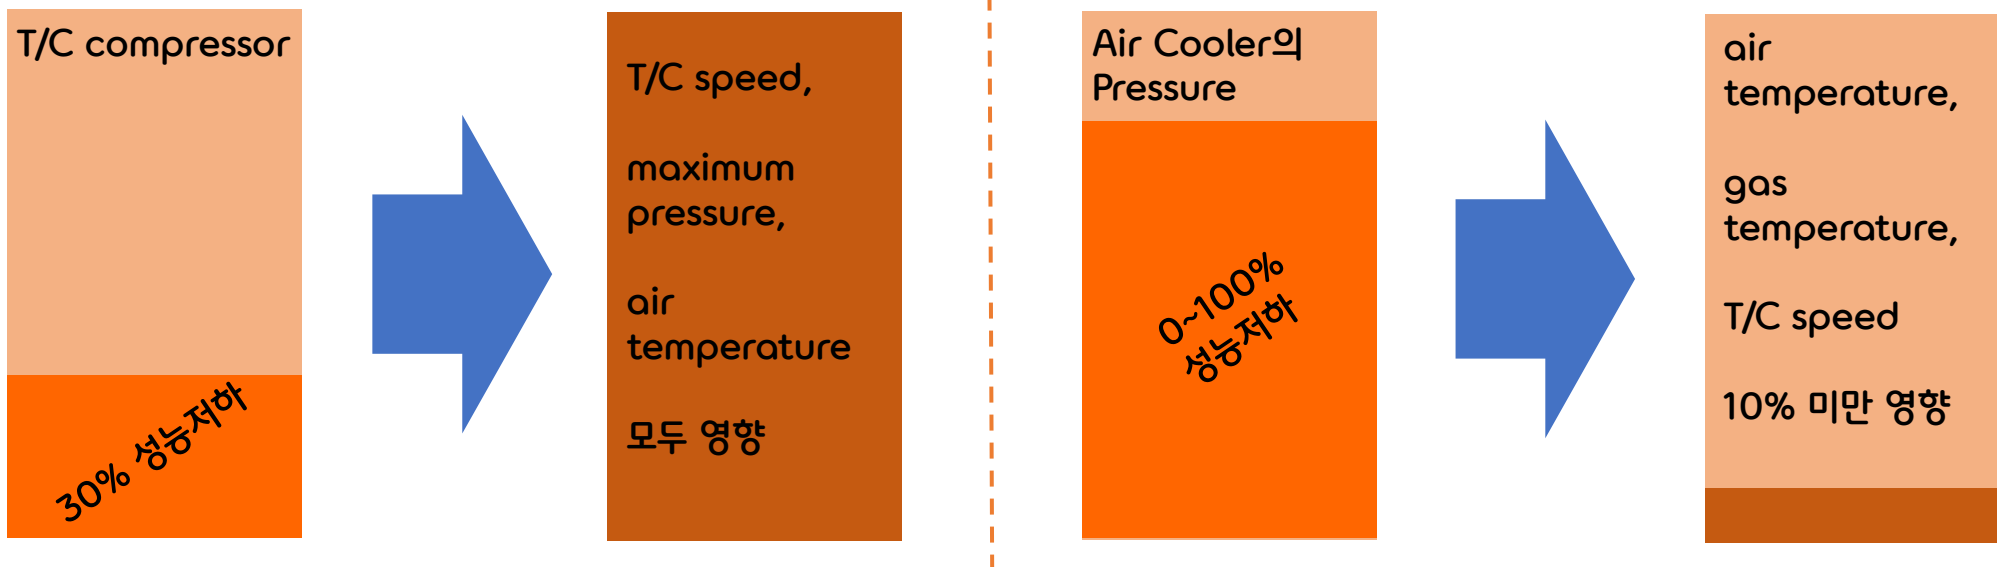 T/C compressor
30% 성능저하
T/C speed,
maximum
pressure,
air
temperature
모두 영향
Air Cooler의
Pressure
0~100%
성능저하
air
temperature,
gas
temperature,
T/C speed
10% 미만 영향